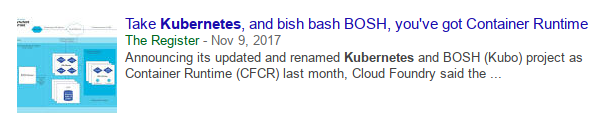 Take Kubernetes, and bish bash BOSH, you've got Container Runtime
The Register - Nov 9, 2017
Announcing its updated and renamed Kubernetes and BOSH (Kubo) project as
Container Runtime (CFCR) last month, Cloud Foundry said the ...